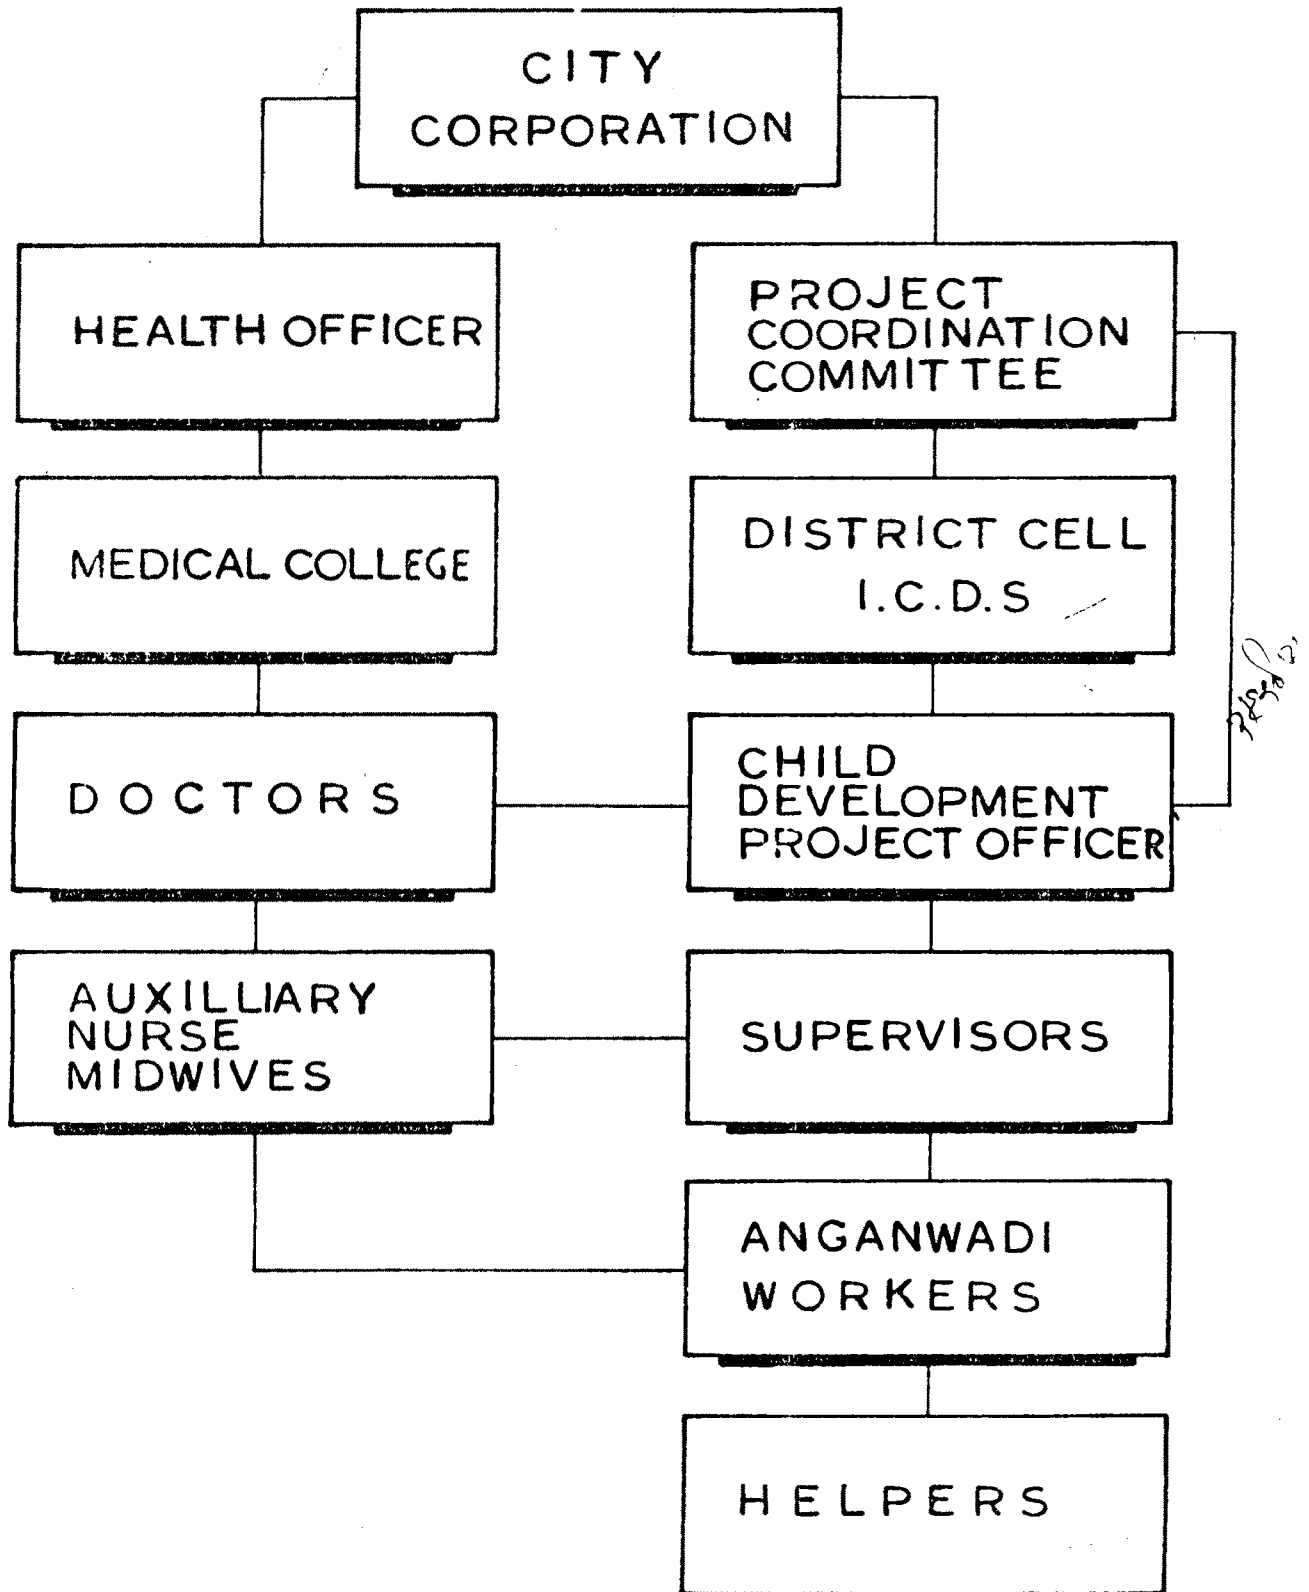 CITY
CORPORATION
HEALTH OFFICER
PROJECT
COORDINATION
COMMITTEE
MEDICAL COLLEGE
DISTRICT CELL
I.C.D.S
DOCTORS
CHILD
DEVELOPMENT
PROJECT OFFICER
AUXILLIARY
NURSE
MIDWIVES
SUPERVISORS
ANGANWADI
WORKERS
HELPERS